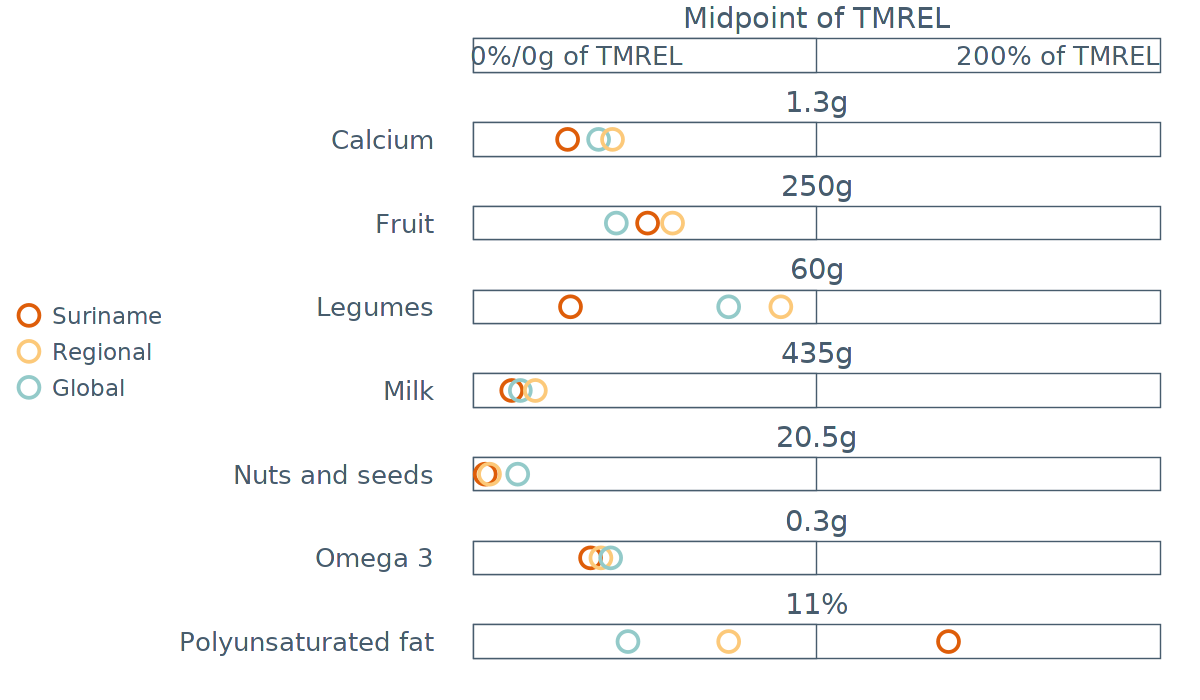 Midpoint of TMREL
0%/0g of TMREL
200% of TMREL
1.3g
Calcium
250g
Fruit
60g
Legumes
435g
Milk
20.5g
Nuts and seeds
0.3g
Omega 3
11%
Polyunsaturated fat
Suriname
Regional
Global